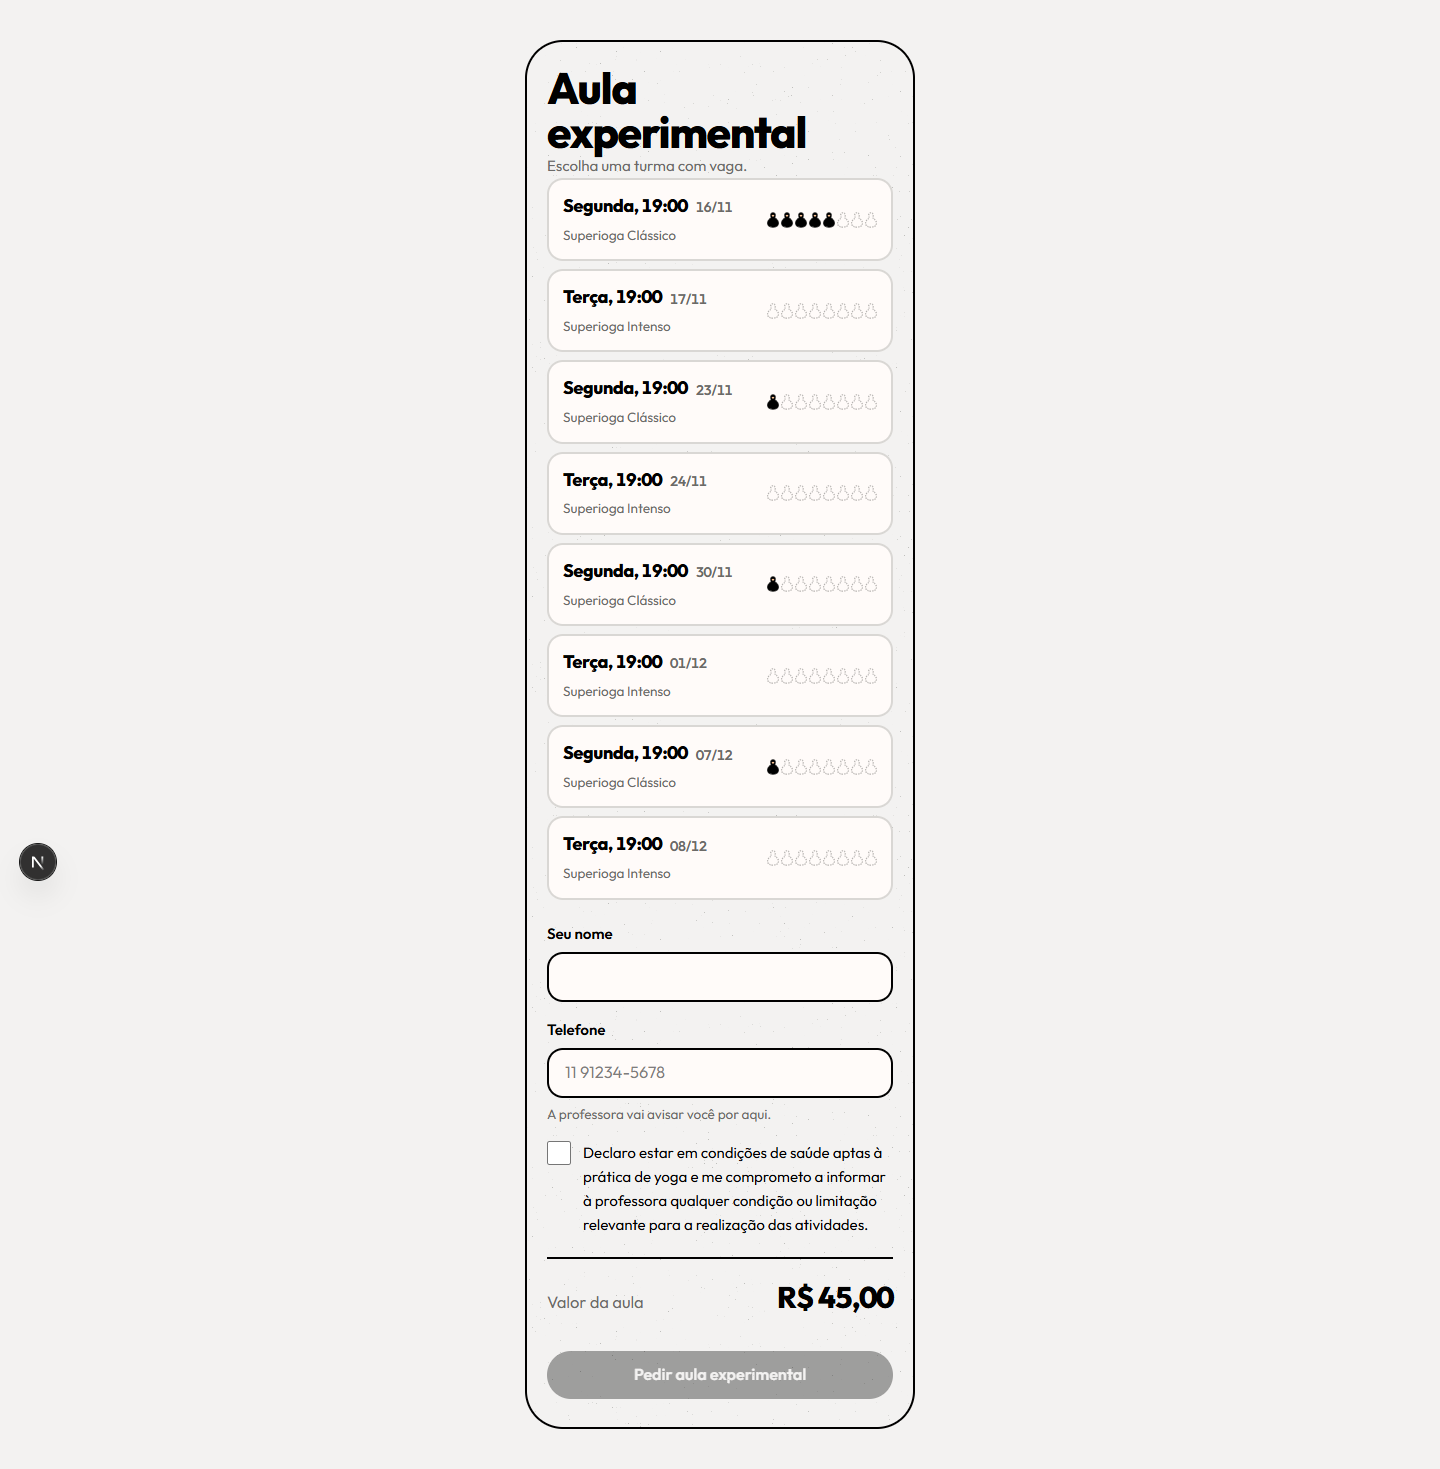 Aula
experimental
Escolha uma turma com vaga.
Segunda, 19:00 16/11
Superioga Clássico
Terça, 19:00 17/11
Superioga Intenso
Segunda, 19:00 23/11
Superioga Clássico
Terça, 19:00 24/11
Superioga Intenso
Segunda, 19:00 30/11
Superioga Clássico
Terça, 19:00 01/12
Superioga Intenso
Segunda, 19:00 07/12
Superioga Clássico
Terça, 19:00 08/12
Superioga Intenso
N
Seu nome
Telefone
11 91234-5678
A professora vai avisar você por aqui.
Declaro estar em condições de saúde aptas à
prática de yoga e me comprometo a informar
à professora qualquer condição ou limitação
relevante para a realização das atividades.
Valor da aula R$ 45,00
Pedir aula experimental